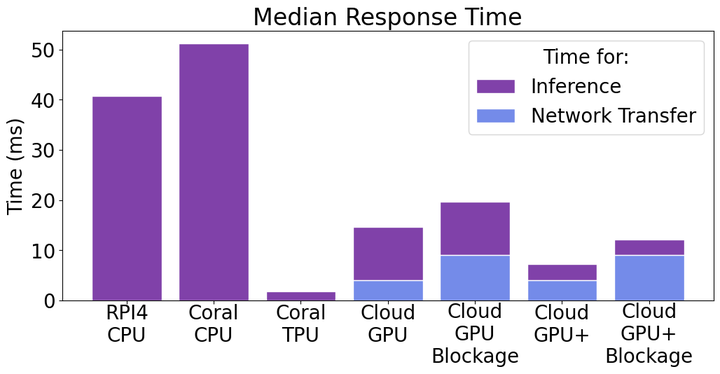 Median Response Time
Time (ms)
50
40
30
20
10
0
Time for:
Inference
Network Transfer
RPI4
CPU
Coral
CPU
Coral
TPU
Cloud
GPU
Cloud
GPU
Blockage
Cloud
GPU+
Cloud
GPU+
Blockage